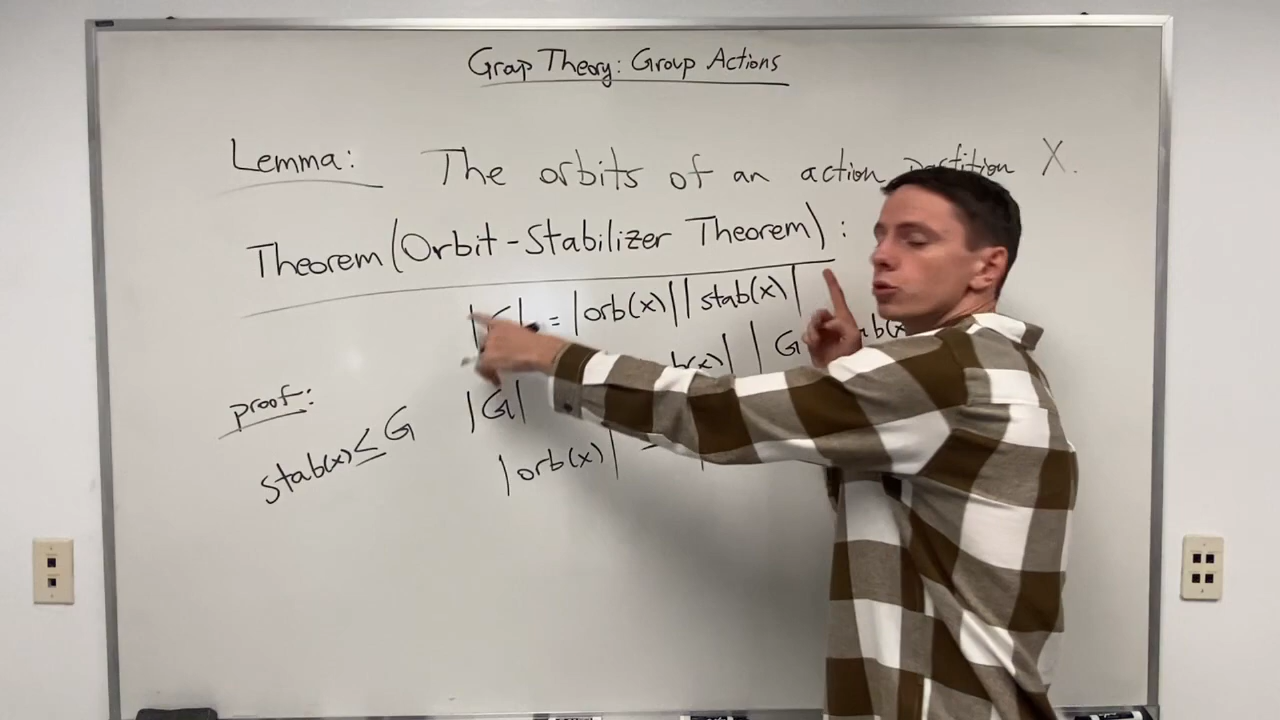 Group Theory: Group Actions
Lemma: The orbits of an action partition X.
Theorem (Orbit-Stabilizer Theorem):
|G| = |orb(x)||stab(x)|
proof:
|G|
stab(x) ≤ G
|orb(x)|